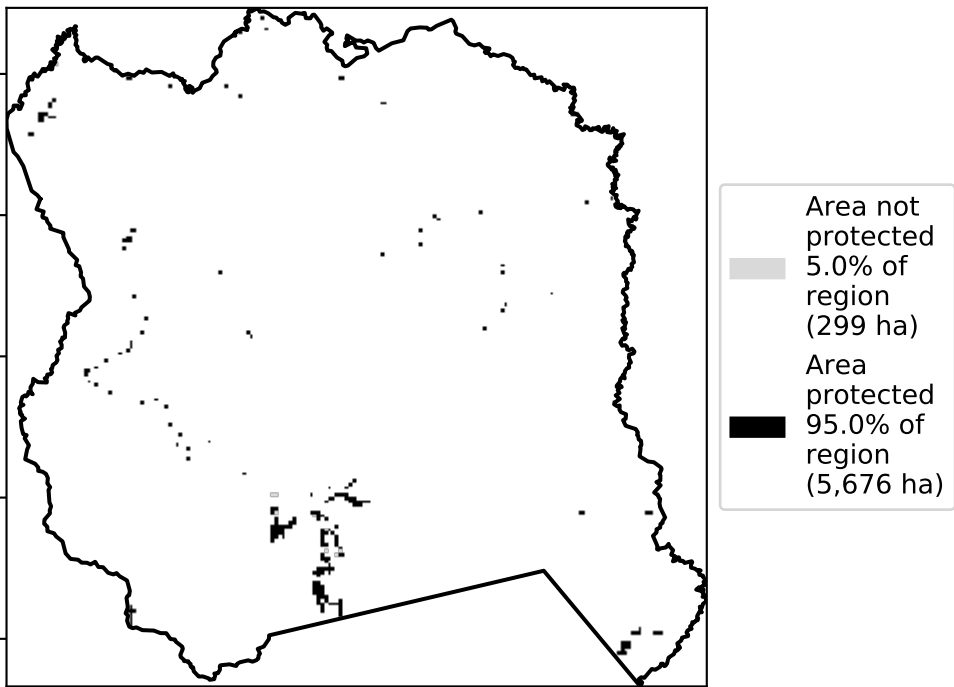 Area not
protected
5.0% of
region
(299 ha)
Area
protected
95.0% of
region
(5,676 ha)